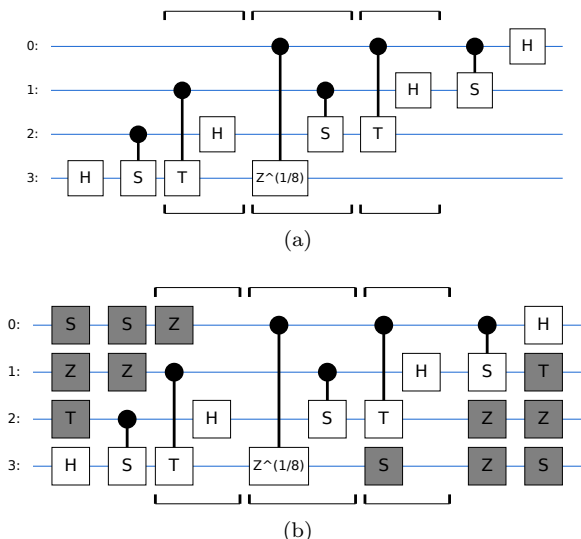 0: H
1: H S
2: H S T
3: H S T Z^(1/8)
(a)
0: S S Z H
1: Z Z H S T
2: T H S T Z Z
3: H S T Z^(1/8) S Z S
(b)